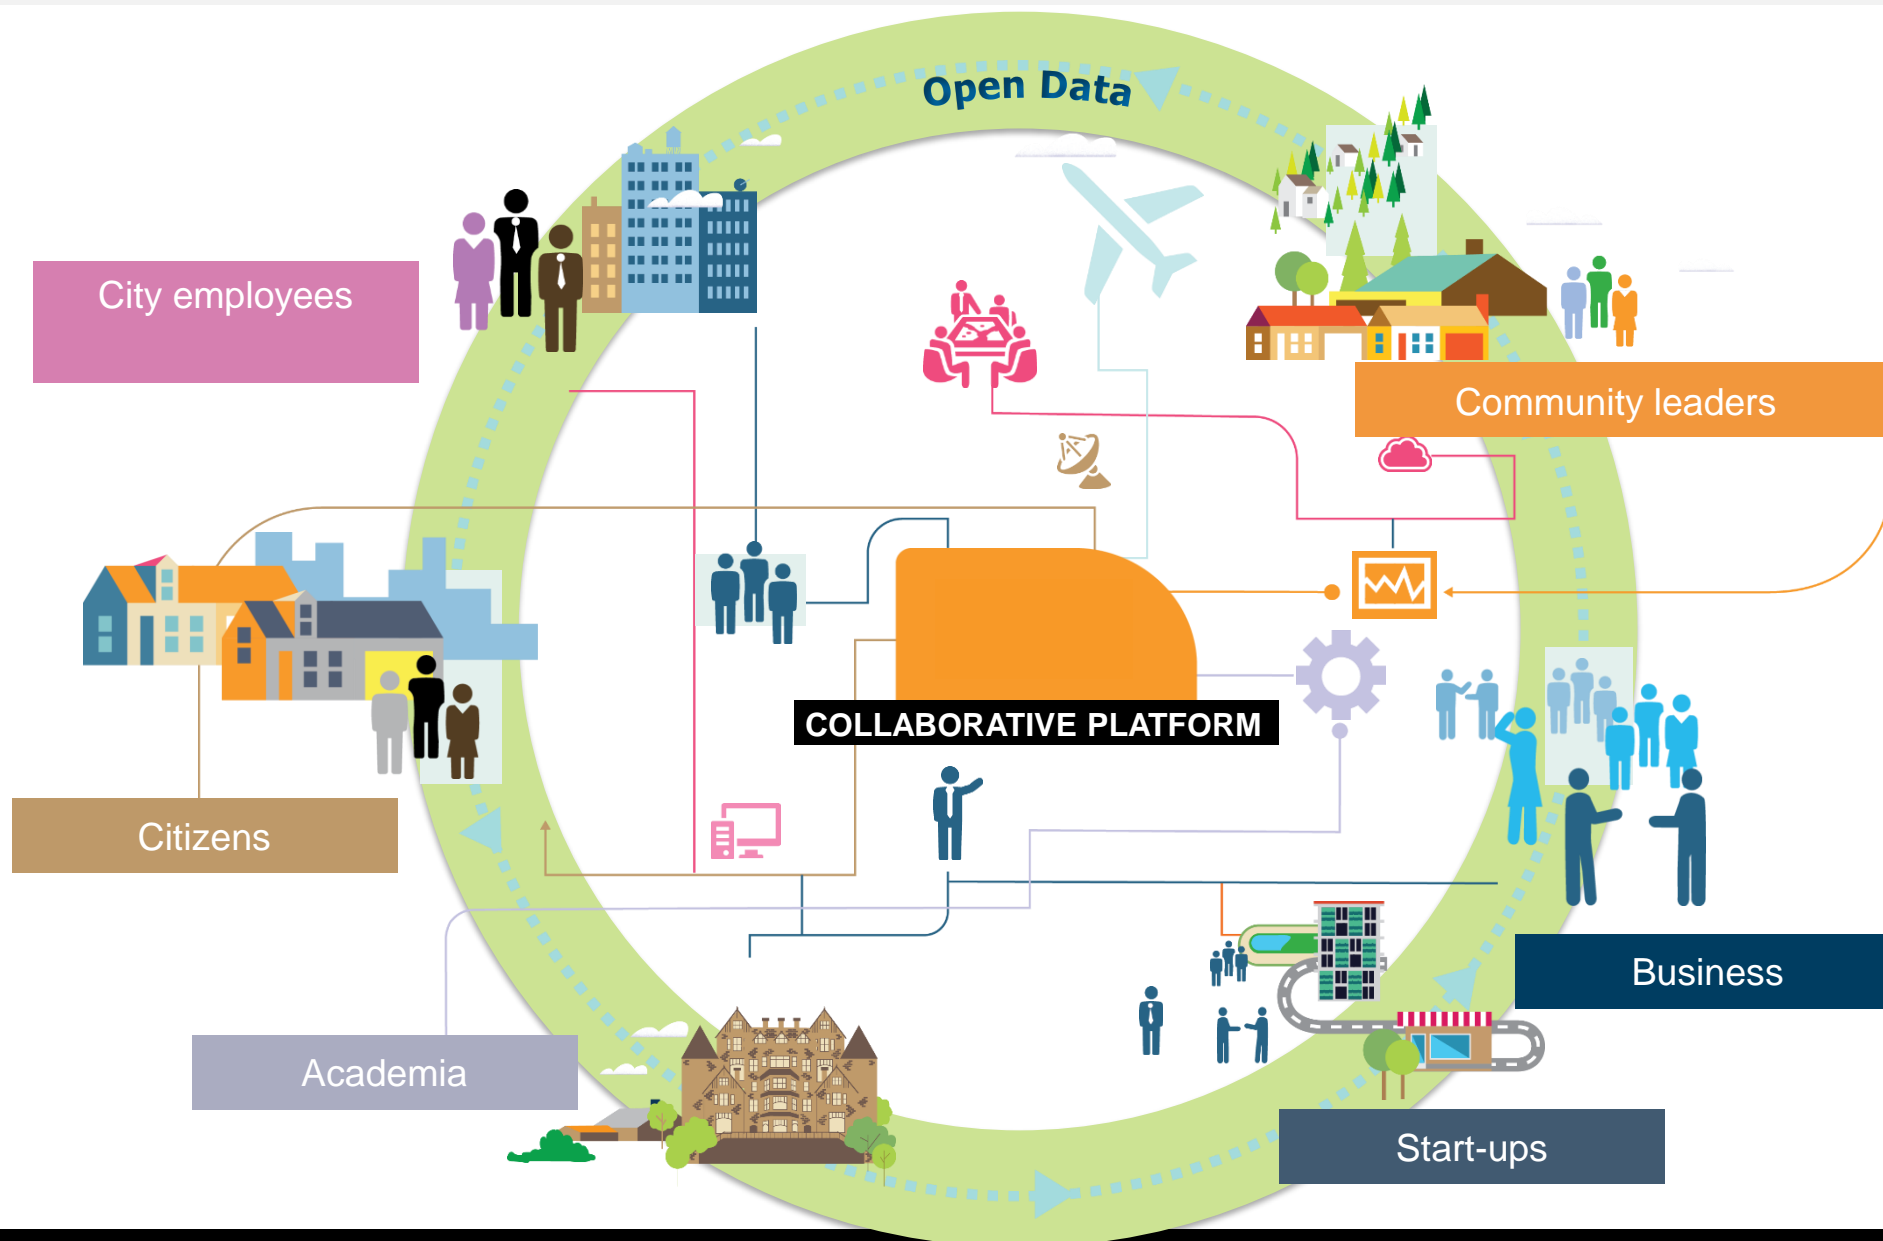 Open Data
City employees
Community leaders
COLLABORATIVE PLATFORM
Citizens
Business
Academia
Start-ups